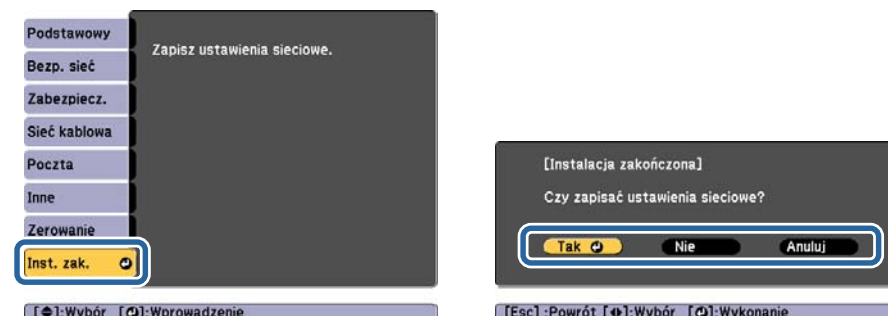 Podstawowy
Bezp. sieć
Zabezpiecz.
Sieć kablowa
Poczta
Inne
Zerowanie
Inst. zak.
Zapisz ustawienia sieciowe.
[ ]:Wybór [ ]:Wprowadzenie
[Instalacja zakończona]
Czy zapisać ustawienia sieciowe?
Tak Nie Anuluj
[Esc] :Powrót [ ]:Wybór [ ]:Wykonanie